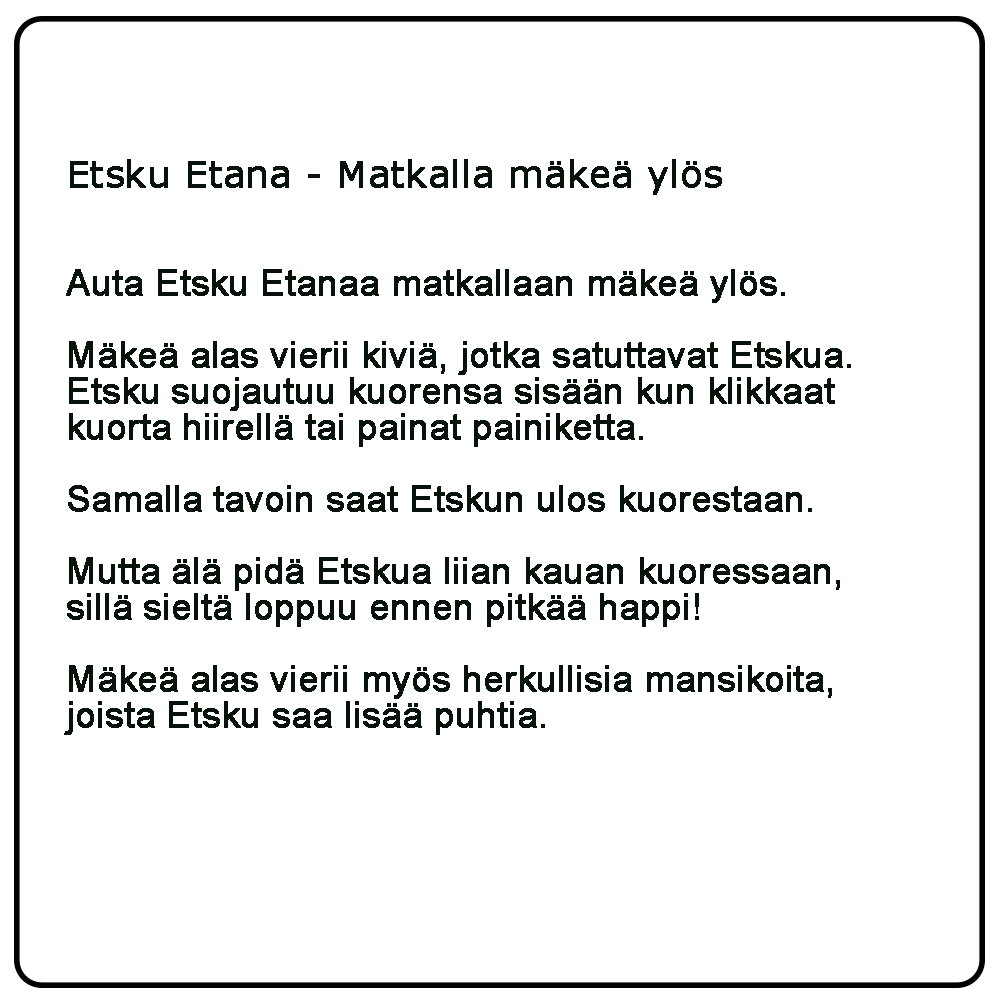 Etsku Etana - Matkalla mäkeä ylös
Auta Etsku Etanaa matkallaan mäkeä ylös.
Mäkeä alas vierii kiviä, jotka satuttavat Etskua.
Etsku suojautuu kuorensa sisään kun klikkaat
kuorta hiirellä tai painat painiketta.
Samalla tavoin saat Etskun ulos kuorestaan.
Mutta älä pidä Etskua liian kauan kuoressaan,
sillä sieltä loppuu ennen pitkää happi!
Mäkeä alas vierii myös herkullisia mansikoita,
joista Etsku saa lisää puhtia.